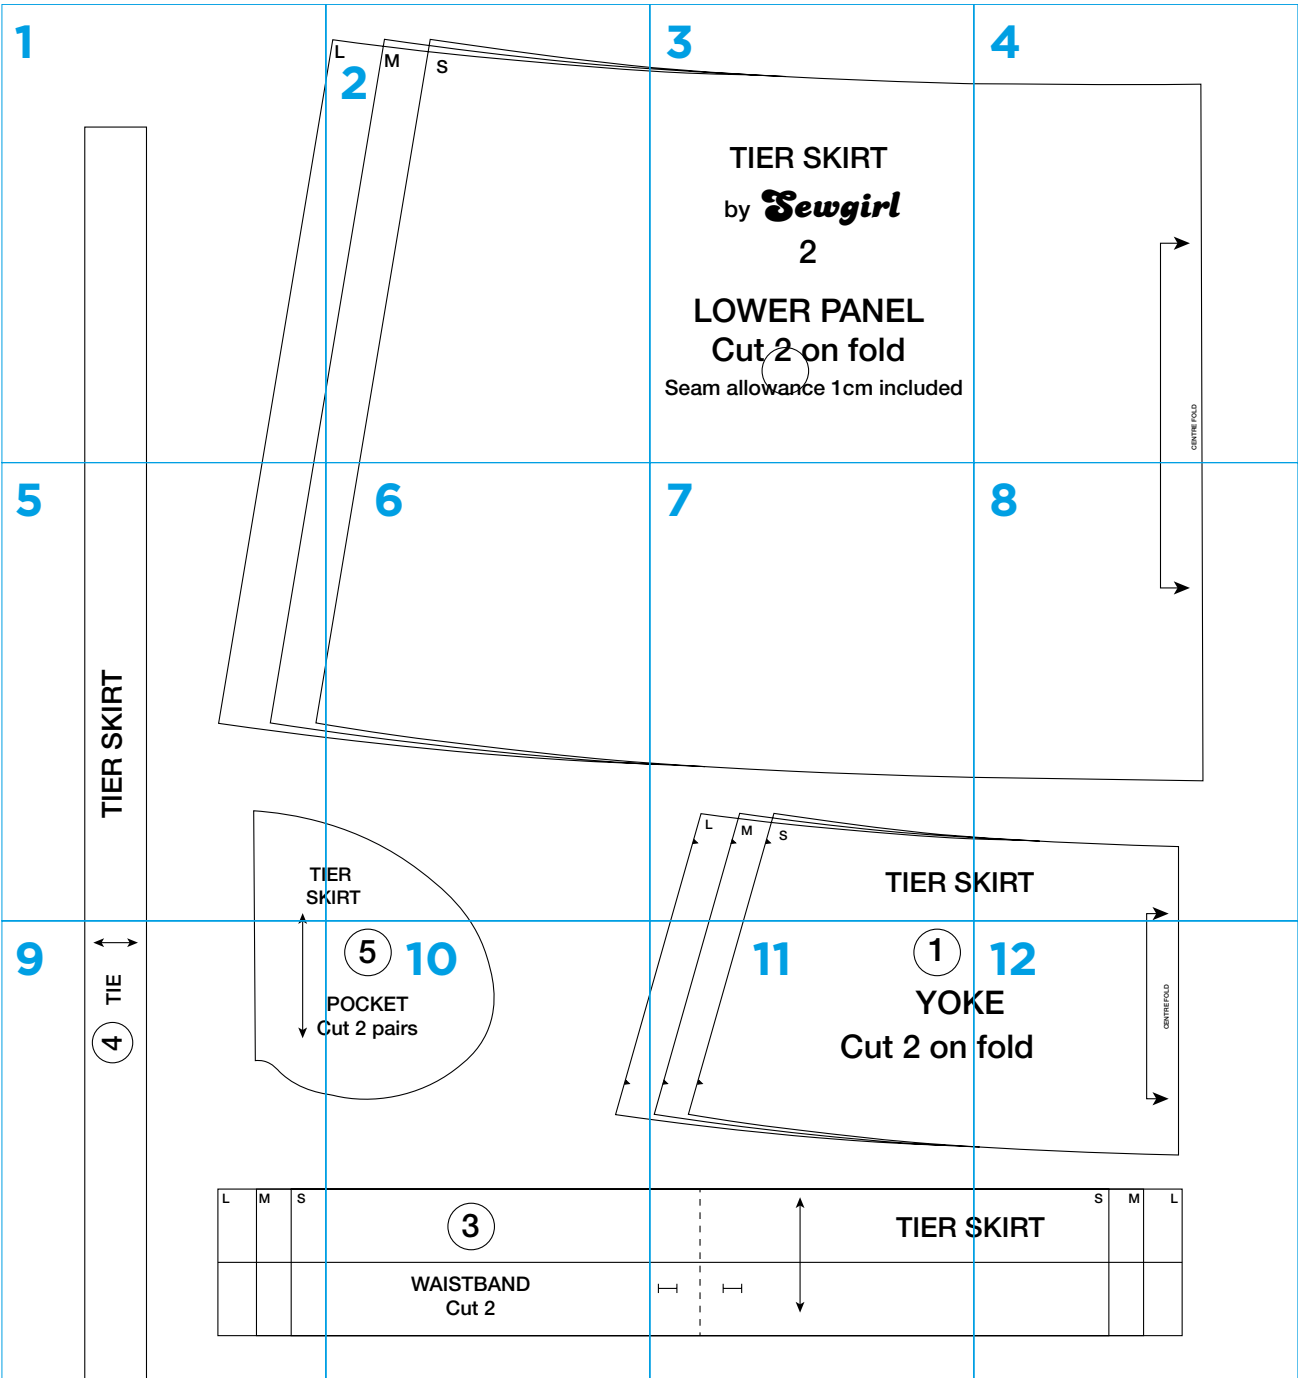 1
2
3
4
L
M
S
TIER SKIRT
by Sewgirl
2
LOWER PANEL
Cut 2 on fold
Seam allowance 1cm included
CENTRE FOLD
5
6
7
8
TIER SKIRT
TIE
4
TIER
SKIRT
5
POCKET
Cut 2 pairs
L
M
S
TIER SKIRT
1
YOKE
Cut 2 on fold
CENTRE FOLD
9
10
11
12
L
M
S
S
M
L
3
TIER SKIRT
WAISTBAND
Cut 2